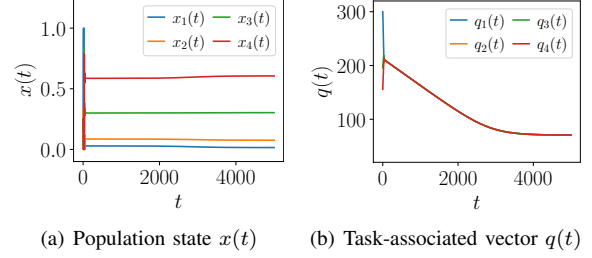 x(t)
1.0
0.5
0.0
x₁(t) x₃(t)
x₂(t) x₄(t)
0 2000 4000
t
(a) Population state x(t)
q(t)
300
200
100
q₁(t) q₃(t)
q₂(t) q₄(t)
0 2000 4000
t
(b) Task-associated vector q(t)